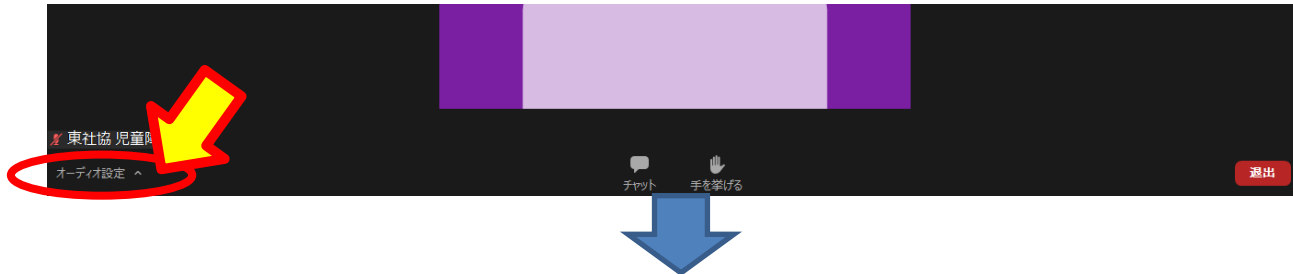 東社協 児童
オーディオ設定 ^
チャット
手を挙げる
退出